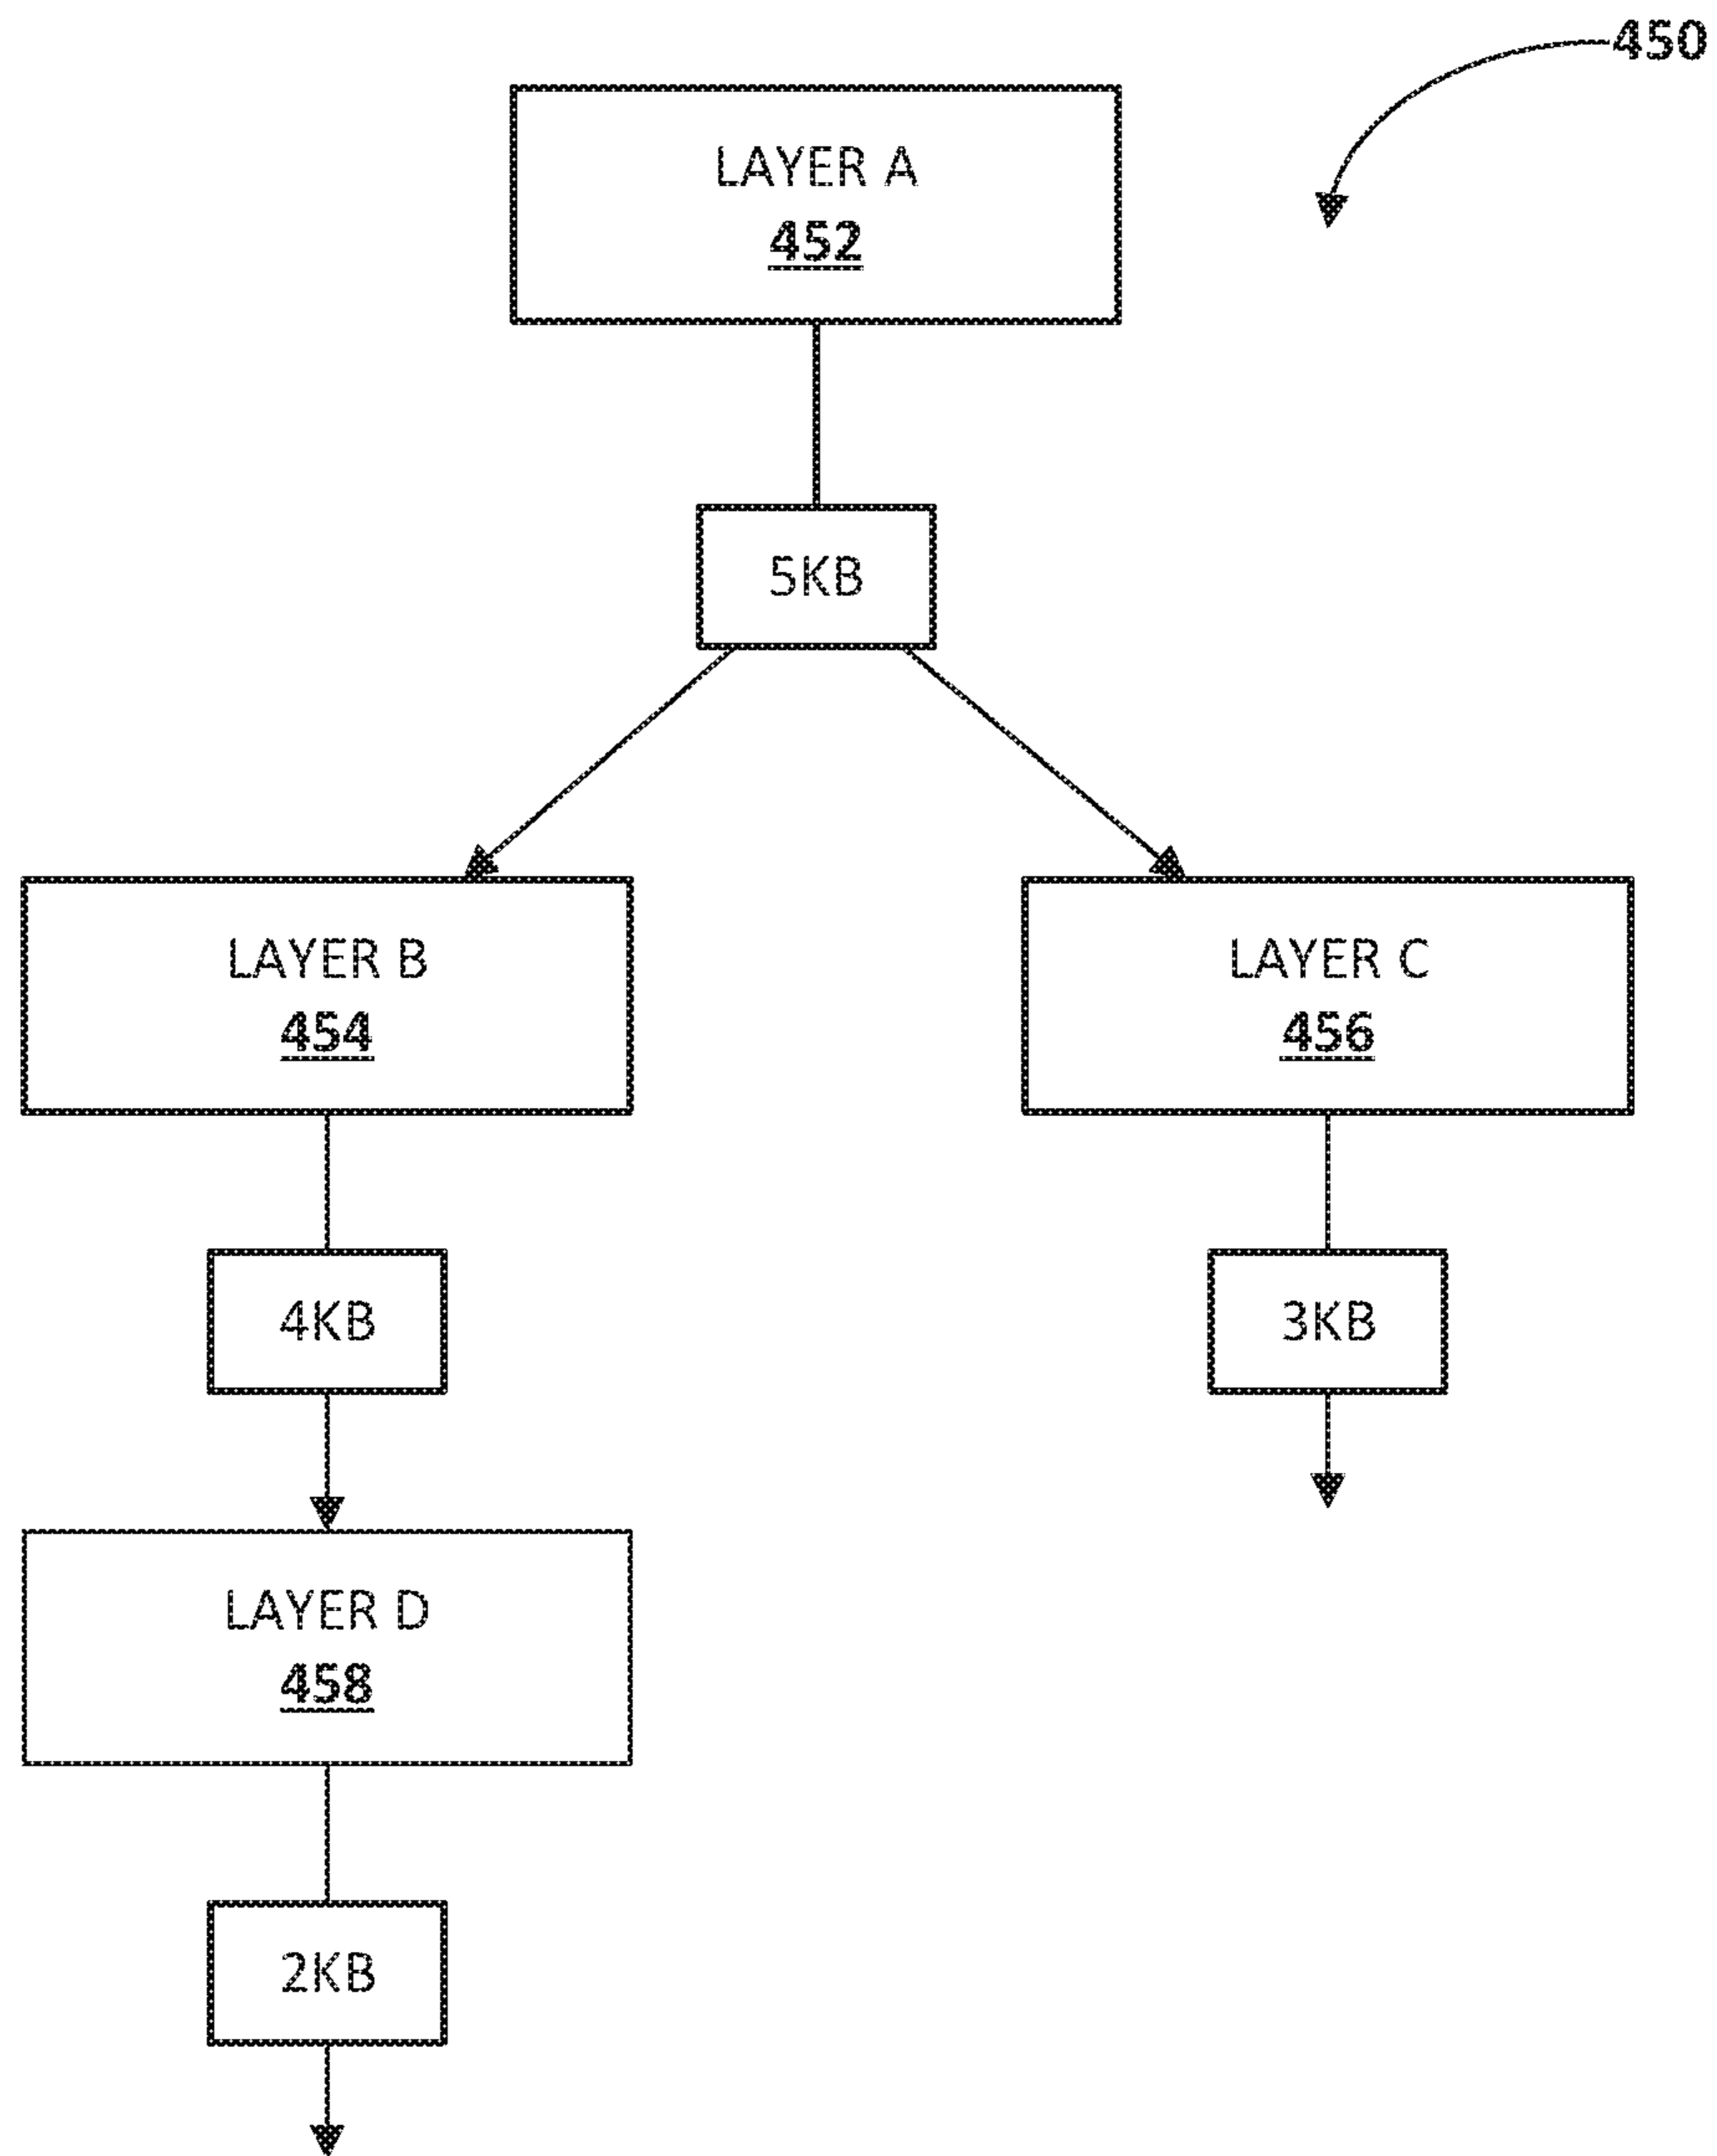 450
LAYER A
452
5KB
LAYER B
454
LAYER C
456
4KB
3KB
LAYER D
458
2KB